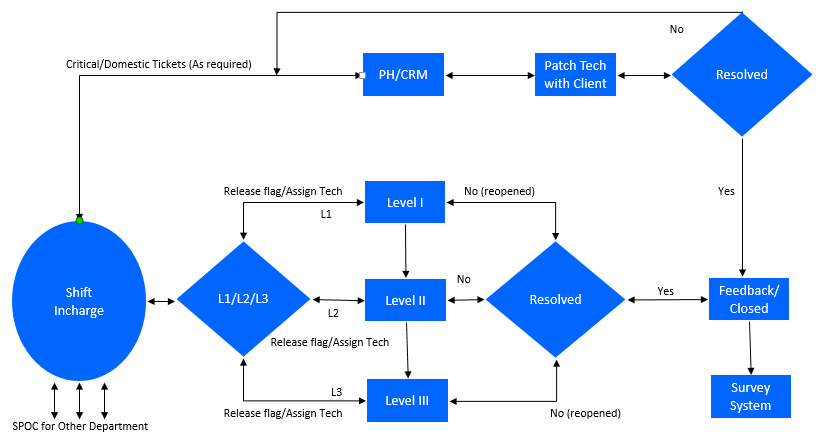 No
Critical/Domestic Tickets (As required)
PH/CRM
Patch Tech
with Client
Resolved
Yes
Release flag/Assign Tech
L1
Level I
No (reopened)
Shift
Incharge
L1/L2/L3
L2
Level II
No
Resolved
Yes
Feedback/
Closed
Release flag/Assign Tech
L3
Release flag/Assign Tech
Level III
No (reopened)
Survey
System
SPOC for Other Department